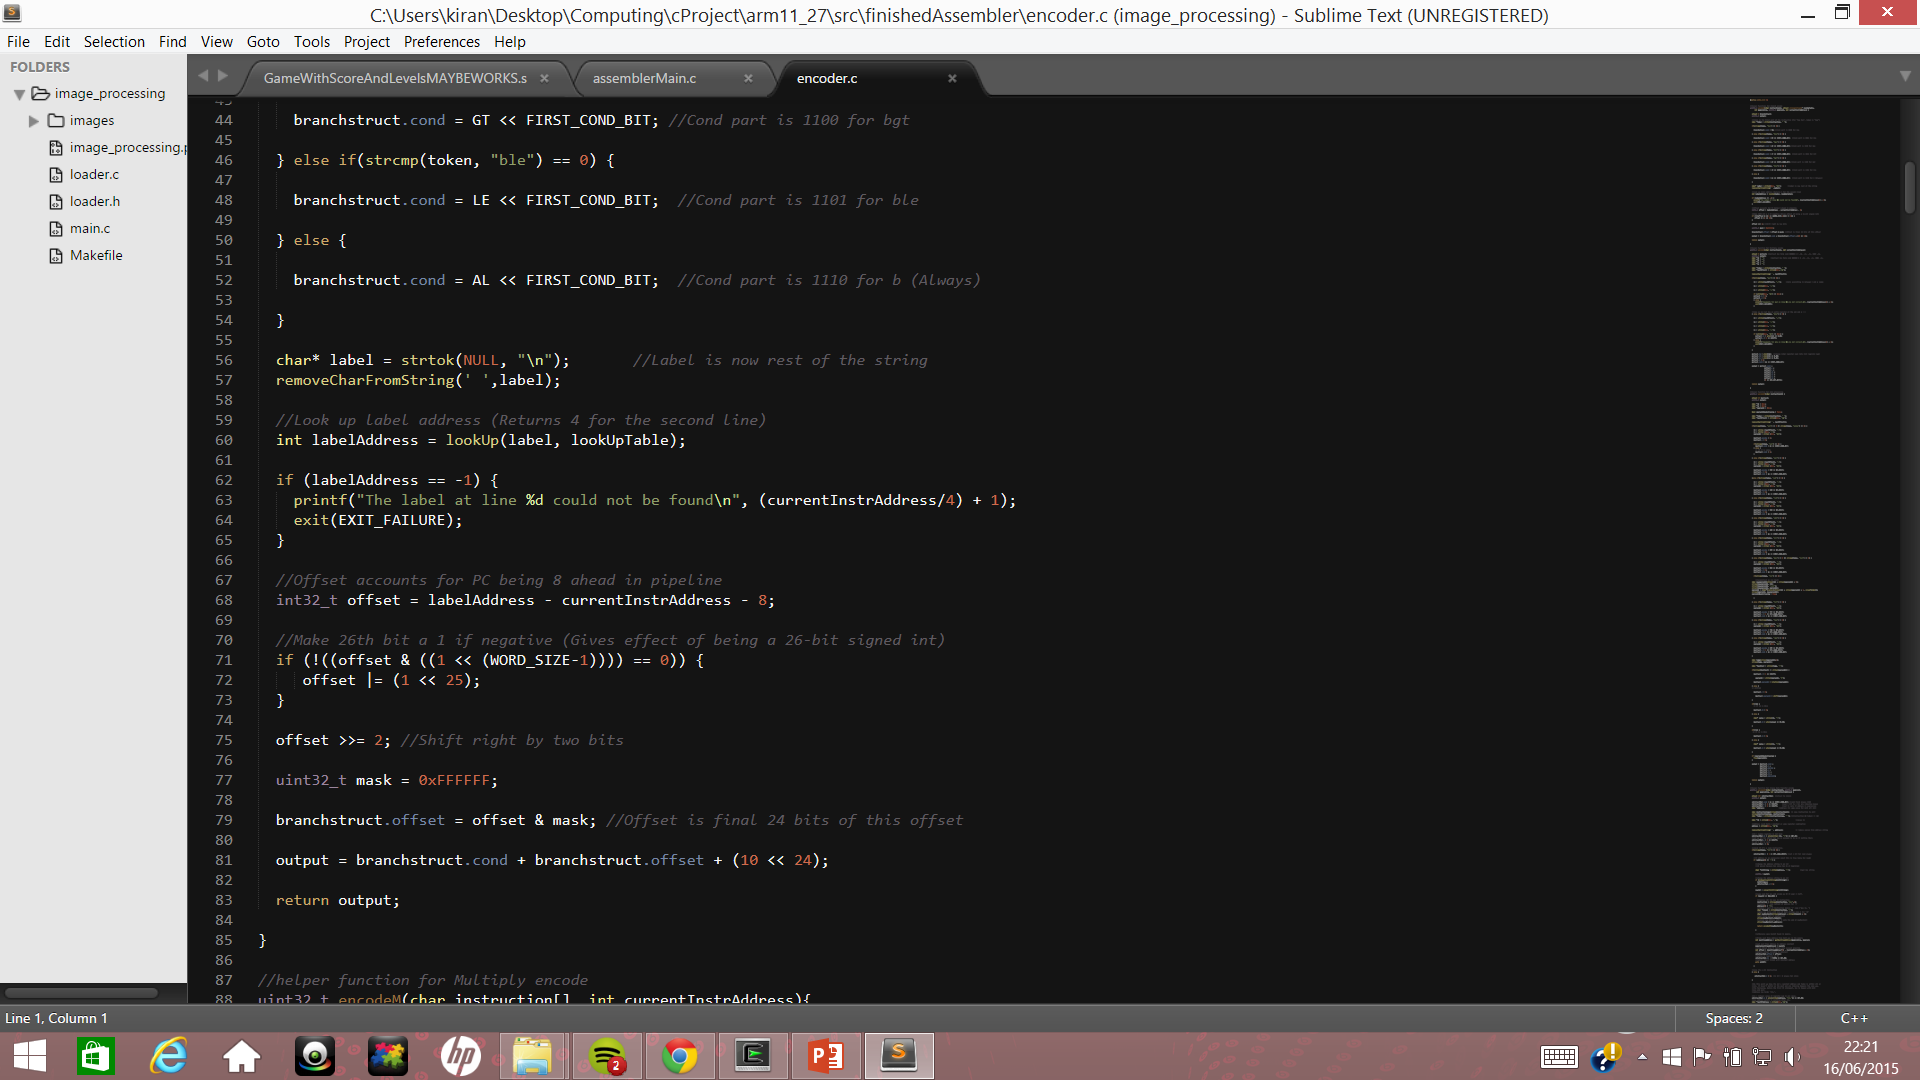 C:\Users\kiran\Desktop\Computing\cProject\arm11_27\src\finishedAssembler\encoder.c (image_processing) - Sublime Text (UNREGISTERED)
File Edit Selection Find View Goto Tools Project Preferences Help
FOLDERS
image_processing
images
image_processing.p
loader.c
loader.h
main.c
Makefile
GameWithScoreAndLevelsMAYBEWORKS.s
assemblerMain.c
encoder.c
43
44 branchstruct.cond = GT << FIRST_COND_BIT; //Cond part is 1100 for bgt
45
46 } else if(strcmp(token, "ble") == 0) {
47
48 branchstruct.cond = LE << FIRST_COND_BIT;  //Cond part is 1101 for ble
49
50 } else {
51
52 branchstruct.cond = AL << FIRST_COND_BIT;  //Cond part is 1110 for b (Always)
53
54 }
55
56 char* label = strtok(NULL, "\n");       //Label is now rest of the string
57 removeCharFromString(' ',label);
58
59 //Look up label address (Returns 4 for the second line)
60 int labelAddress = lookUp(label, lookUpTable);
61
62 if (labelAddress == -1) {
63 printf("The label at line %d could not be found\n", (currentInstrAddress/4) + 1);
64 exit(EXIT_FAILURE);
65 }
66
67 //Offset accounts for PC being 8 ahead in pipeline
68 int32_t offset = labelAddress - currentInstrAddress - 8;
69
70 //Make 26th bit a 1 if negative (Gives effect of being a 26-bit signed int)
71 if (!((offset & ((1 << (WORD_SIZE-1)))) == 0)) {
72 offset |= (1 << 25);
73 }
74
75 offset >>= 2; //Shift right by two bits
76
77 uint32_t mask = 0xFFFFFF;
78
79 branchstruct.offset = offset & mask; //Offset is final 24 bits of this offset
80
81 output = branchstruct.cond + branchstruct.offset + (10 << 24);
82
83 return output;
84
85 }
86
87 //helper function for Multiply encode
88 uint32_t encodeM(char instruction[], int currentInstrAddress){
Line 1, Column 1
Spaces: 2
C++
2
22:21
16/06/2015